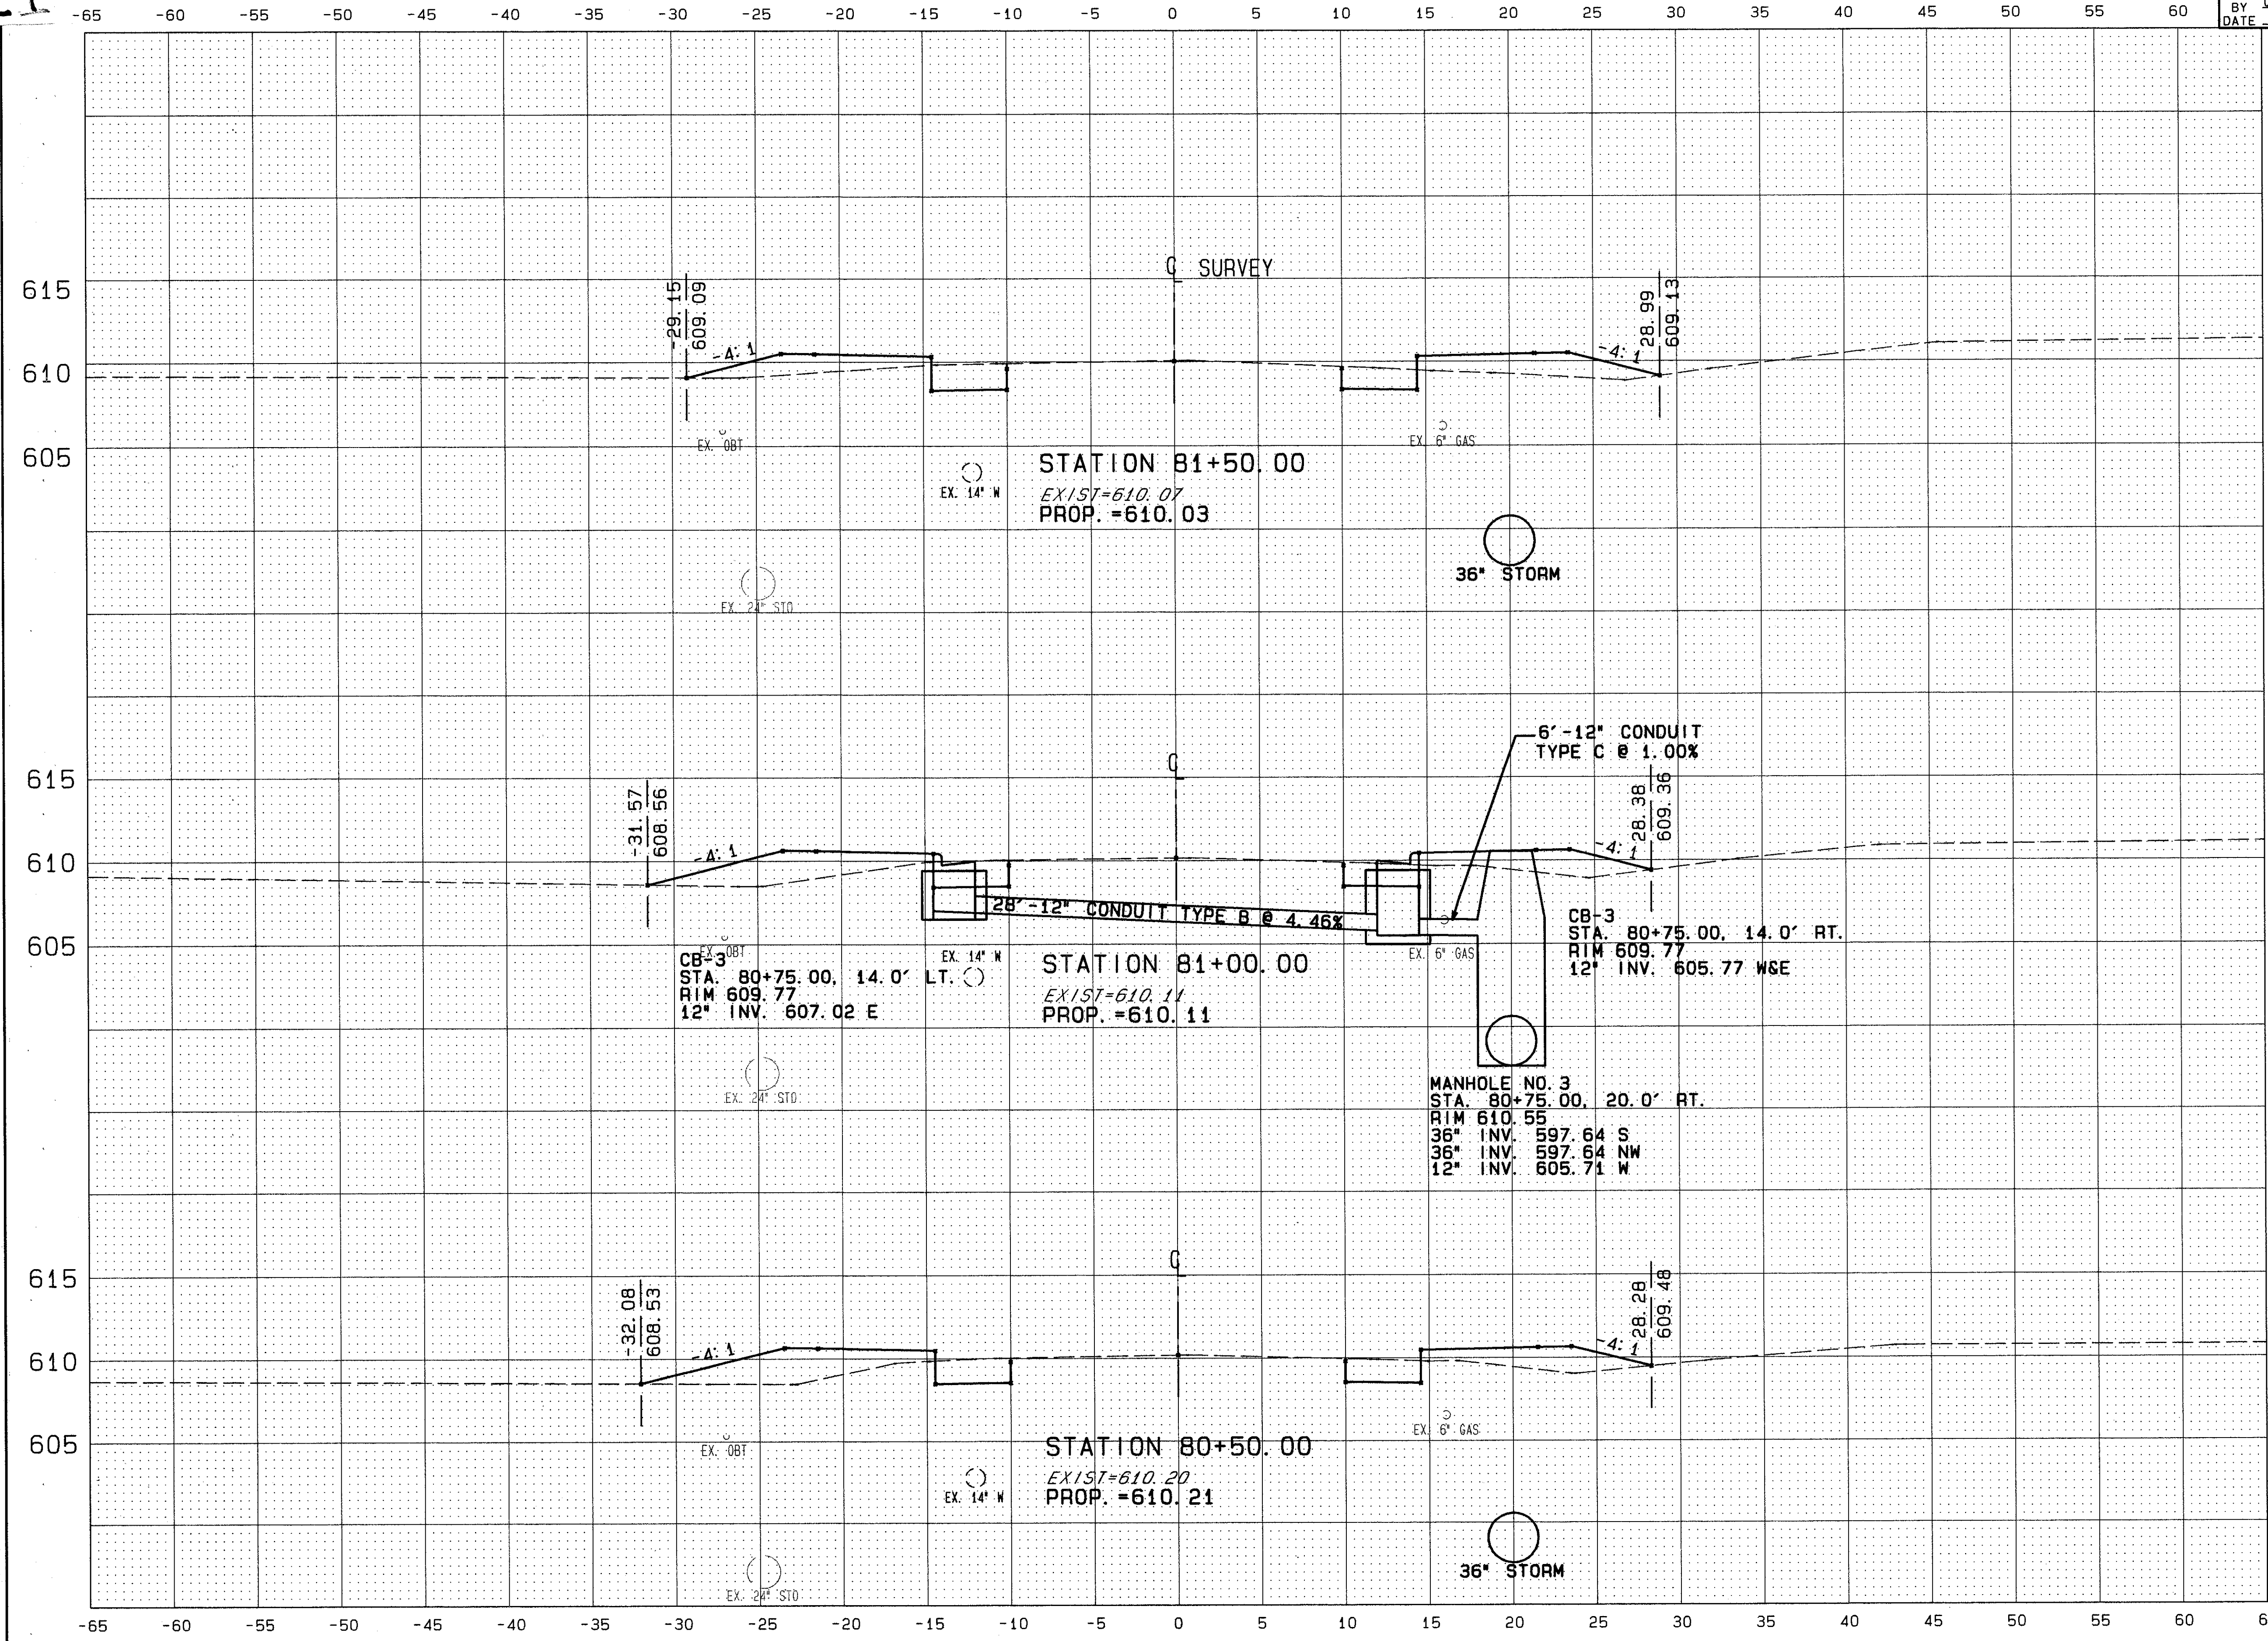 -65 -60 -55 -50 -45 -40 -35 -30 -25 -20 -15 -10 -5 0 5 10 15 20 25 30 35 40 45 50 55 60
BY
DATE
SURVEY
-29.15
609.09
28.99
609.13
615
610
605
-4:1
-4:1
EX. OBT
EX. 6" GAS
EX. 14" W
STATION 81+50.00
EXIST=610.07
PROP.=610.03
36" STORM
EX. 24" STO
6'-12" CONDUIT
TYPE C @ 1.00%
615
610
605
-31.57
608.56
28.38
609.36
-4:1
-4:1
28'-12" CONDUIT TYPE B @ 4.46%
EX. OBT
EX. 14" W
EX. 6" GAS
CB-3
STA. 80+75.00, 14.0' LT.
RIM 609.77
12" INV. 607.02 E
STATION 81+00.00
EXIST=610.11
PROP.=610.11
CB-3
STA. 80+75.00, 14.0' RT.
RIM 609.77
12" INV. 605.77 W&E
EX. 24" STO
MANHOLE NO. 3
STA. 80+75.00, 20.0' RT.
RIM 610.55
36" INV. 597.64 S
36" INV. 597.64 NW
12" INV. 605.71 W
615
610
605
-32.08
608.53
28.28
609.48
-4:1
-4:1
EX. OBT
EX. 6" GAS
EX. 14" W
STATION 80+50.00
EXIST=610.20
PROP.=610.21
36" STORM
EX. 24" STO
-65 -60 -55 -50 -45 -40 -35 -30 -25 -20 -15 -10 -5 0 5 10 15 20 25 30 35 40 45 50 55 60